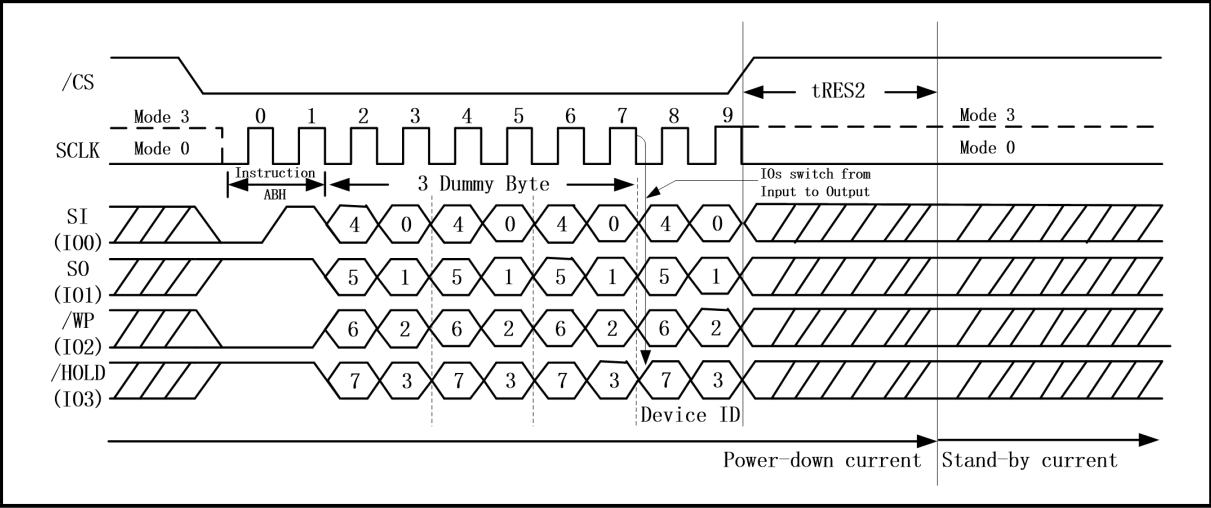 /CS
tRES2
Mode 3
0 1 2 3 4 5 6 7 8 9
Mode 3
SCLK
Mode 0
Mode 0
Instruction
ABH
3 Dummy Byte
IOs switch from
Input to Output
SI
(IO0)
4 0 4 0 4 0 4 0
SO
(IO1)
5 1 5 1 5 1 5 1
/WP
(IO2)
6 2 6 2 6 2 6 2
/HOLD
(IO3)
7 3 7 3 7 3 7 3
Device ID
Power-down current
Stand-by current